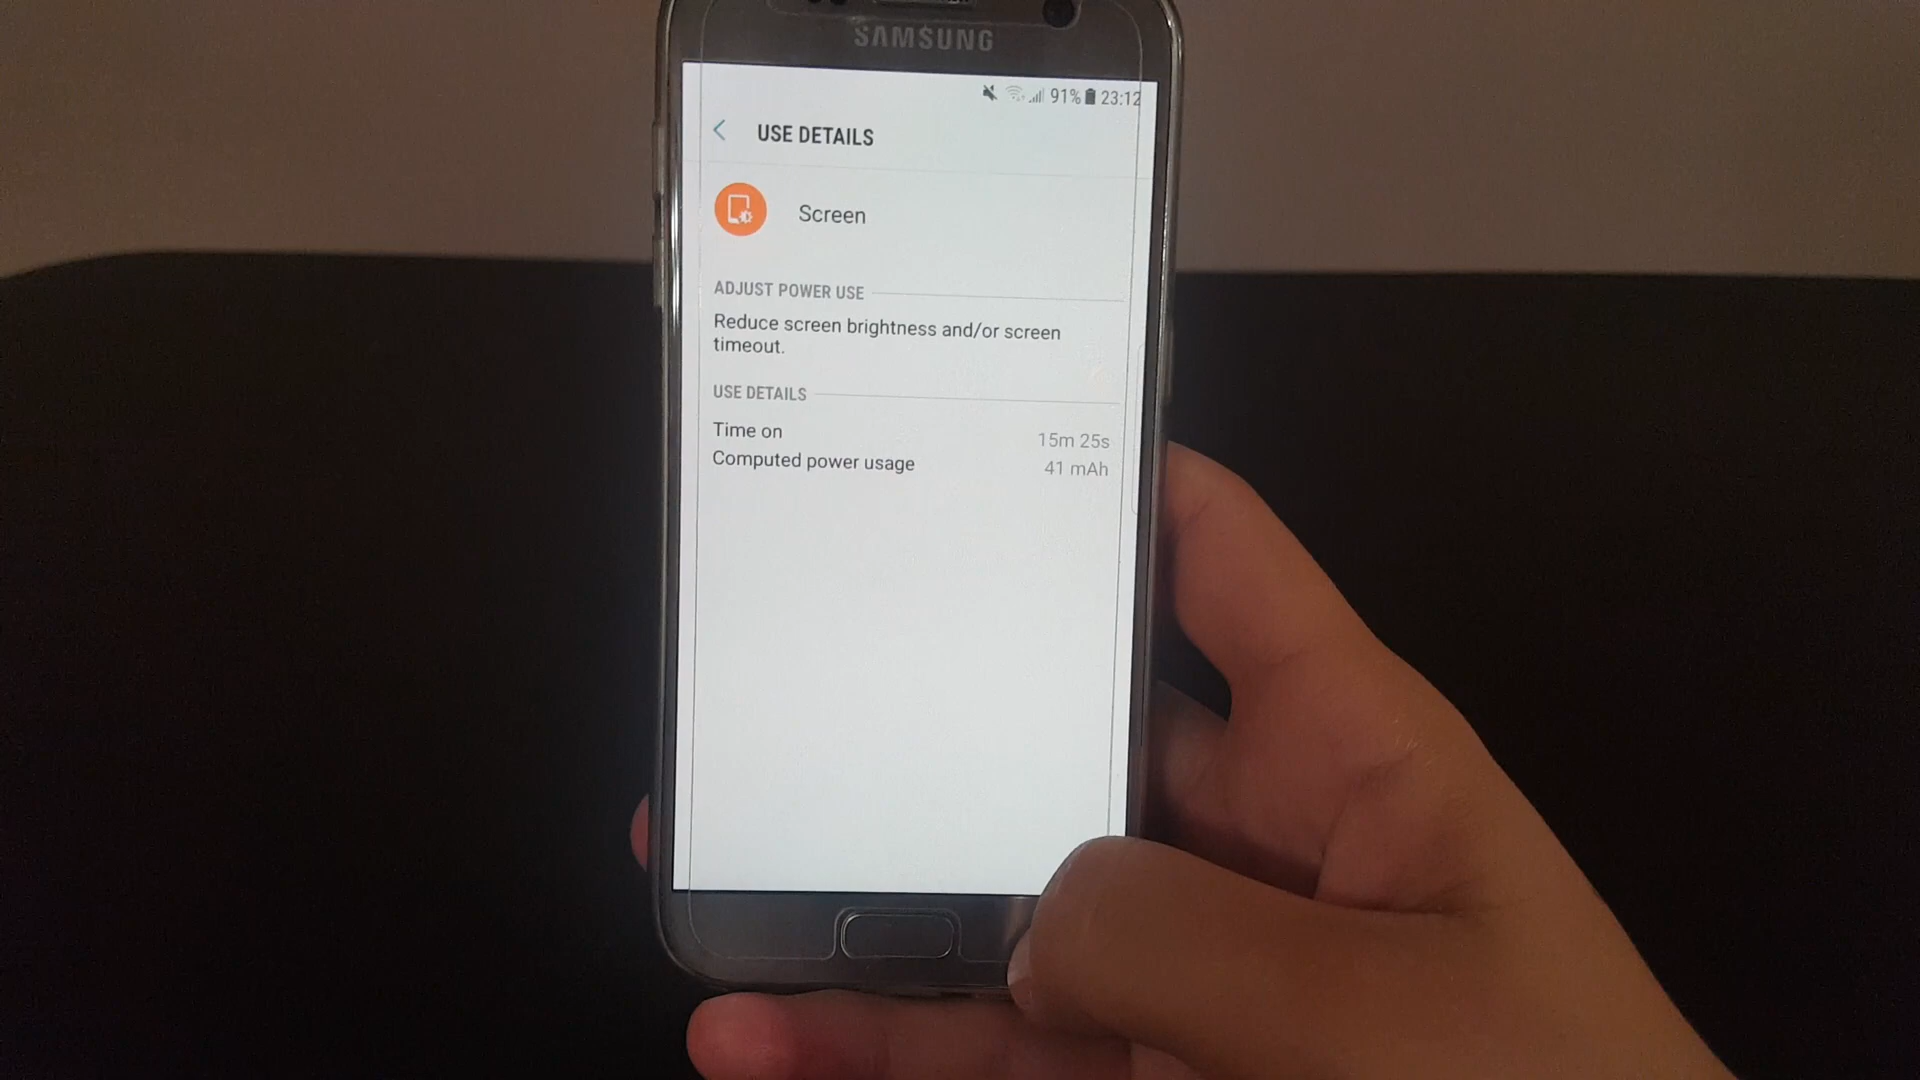 SAMSUNG
91% 23:12
USE DETAILS
Screen
ADJUST POWER USE
Reduce screen brightness and/or screen
timeout.
USE DETAILS
Time on 15m 25s
Computed power usage 41 mAh